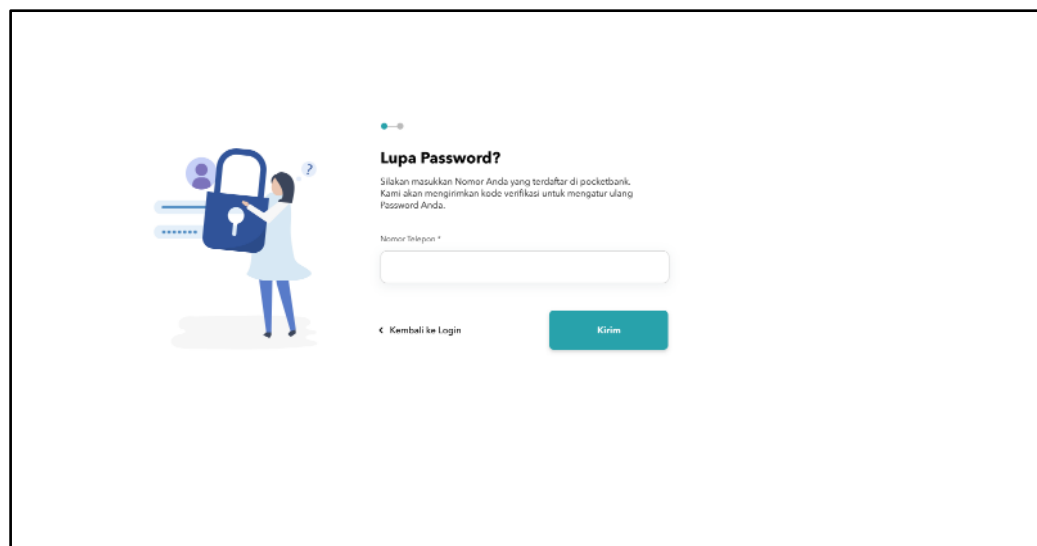 ?
Lupa Password?
Silakan masukkan Nomor Anda yang terdaftar di pocketbank.
Kami akan mengirimkan kode verifikasi untuk mengatur ulang
Password Anda.
Nomor Telepon *
Kembali ke Login
Kirim